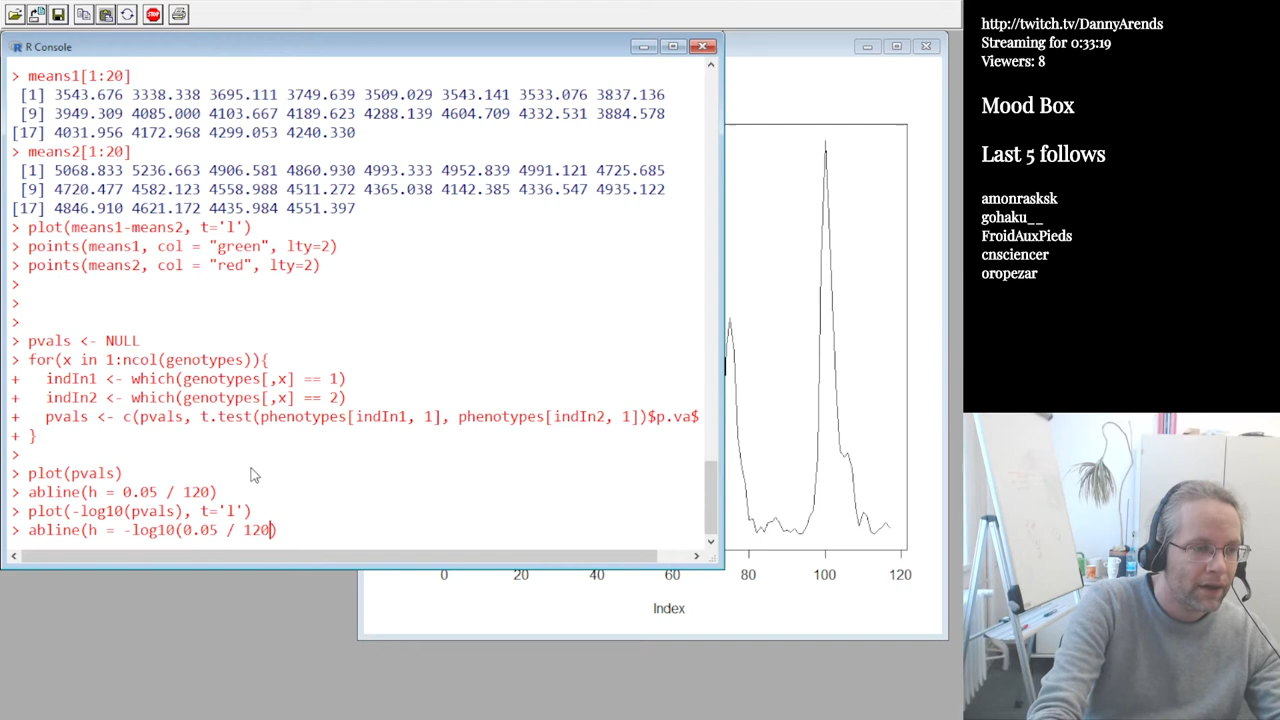 R Console
> means1[1:20]
[1] 3543.676 3338.338 3695.111 3749.639 3509.029 3543.141 3533.076 3837.136
[9] 3949.309 4085.000 4103.667 4189.623 4288.139 4604.709 4332.531 3884.578
[17] 4031.956 4172.968 4299.053 4240.330
> means2[1:20]
[1] 5068.833 5236.663 4906.581 4860.930 4993.333 4952.839 4991.121 4725.685
[9] 4720.477 4582.123 4558.988 4511.272 4365.038 4142.385 4336.547 4935.122
[17] 4846.910 4621.172 4435.984 4551.397
> plot(means1-means2, t='l')
> points(means1, col = "green", lty=2)
> points(means2, col = "red", lty=2)
>
>
>
> pvals <- NULL
> for(x in 1:ncol(genotypes)){
+ indIn1 <- which(genotypes[,x] == 1)
+ indIn2 <- which(genotypes[,x] == 2)
+ pvals <- c(pvals, t.test(phenotypes[indIn1, 1], phenotypes[indIn2, 1])$p.va$
+ }
>
> plot(pvals)
> abline(h = 0.05 / 120)
> plot(-log10(pvals), t='l')
> abline(h = -log10(0.05 / 120)
0 20 40 60 80 100 120
Index
http://twitch.tv/DannyArends
Streaming for 0:33:19
Viewers: 8
Mood Box
Last 5 follows
amonrasksk
gohaku__
FroidAuxPieds
cnsciencer
oropezar
STOP